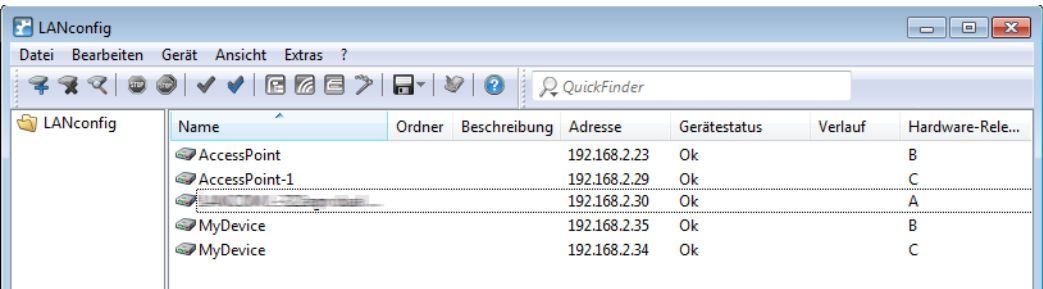 LANconfig
Datei Bearbeiten Gerät Ansicht Extras ?
QuickFinder
LANconfig
Name Ordner Beschreibung Adresse Gerätestatus Verlauf Hardware-Rele...
AccessPoint 192.168.2.23 Ok B
AccessPoint-1 192.168.2.29 Ok C
192.168.2.30 Ok A
MyDevice 192.168.2.35 Ok B
MyDevice 192.168.2.34 Ok C